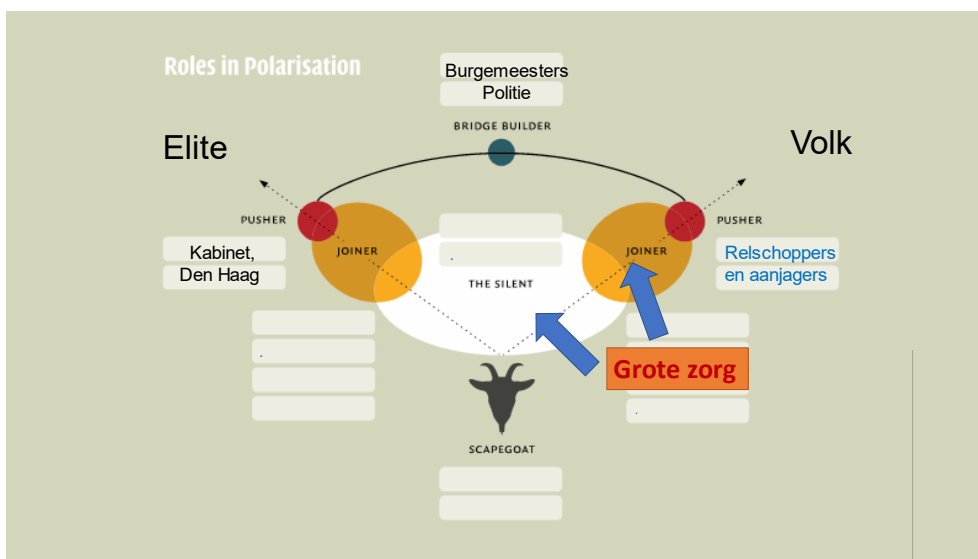 Roles in Polarisation
Burgemeesters
Politie
BRIDGE BUILDER
Elite
Volk
PUSHER
PUSHER
Kabinet,
Den Haag
JOINER
.
THE SILENT
JOINER
Relschoppers
en aanjagers
.
Grote zorg
.
SCAPEGOAT